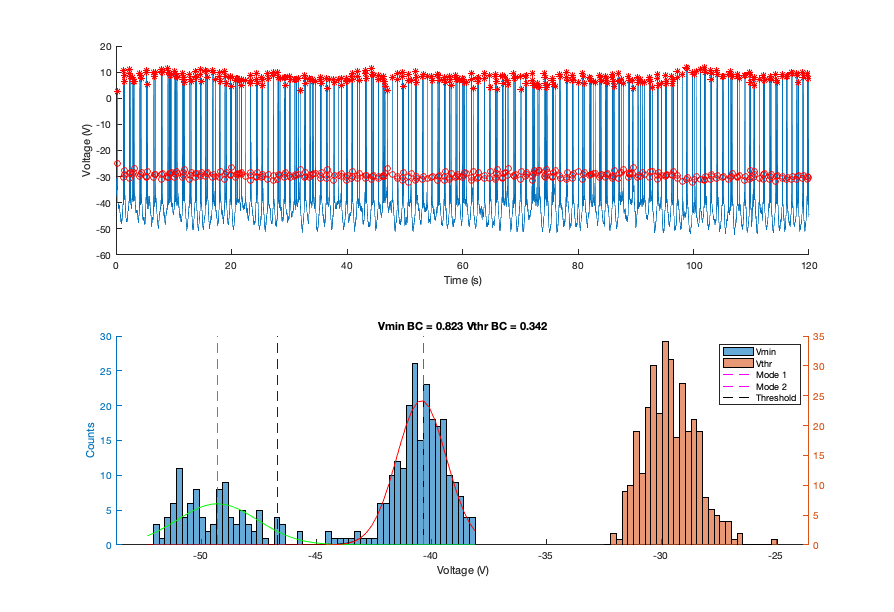 20
10
0
-10
-20
-30
-40
-50
-60
Voltage (V)
0 20 40 60 80 100 120
Time (s)
Vmin BC = 0.823 Vthr BC = 0.342
30
25
20
15
10
5
0
Counts
Vmin
Vthr
Mode 1
Mode 2
Threshold
35
30
25
20
15
10
5
0
-50 -45 -40 -35 -30 -25
Voltage (V)